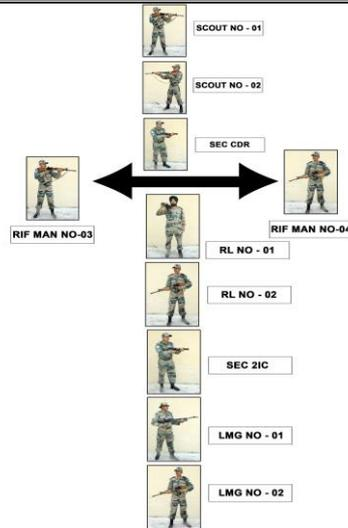 SCOUT NO - 01
SCOUT NO - 02
SEC CDR
RIF MAN NO-03
RIF MAN NO-04
RL NO - 01
RL NO - 02
SEC 2IC
LMG NO - 01
LMG NO - 02